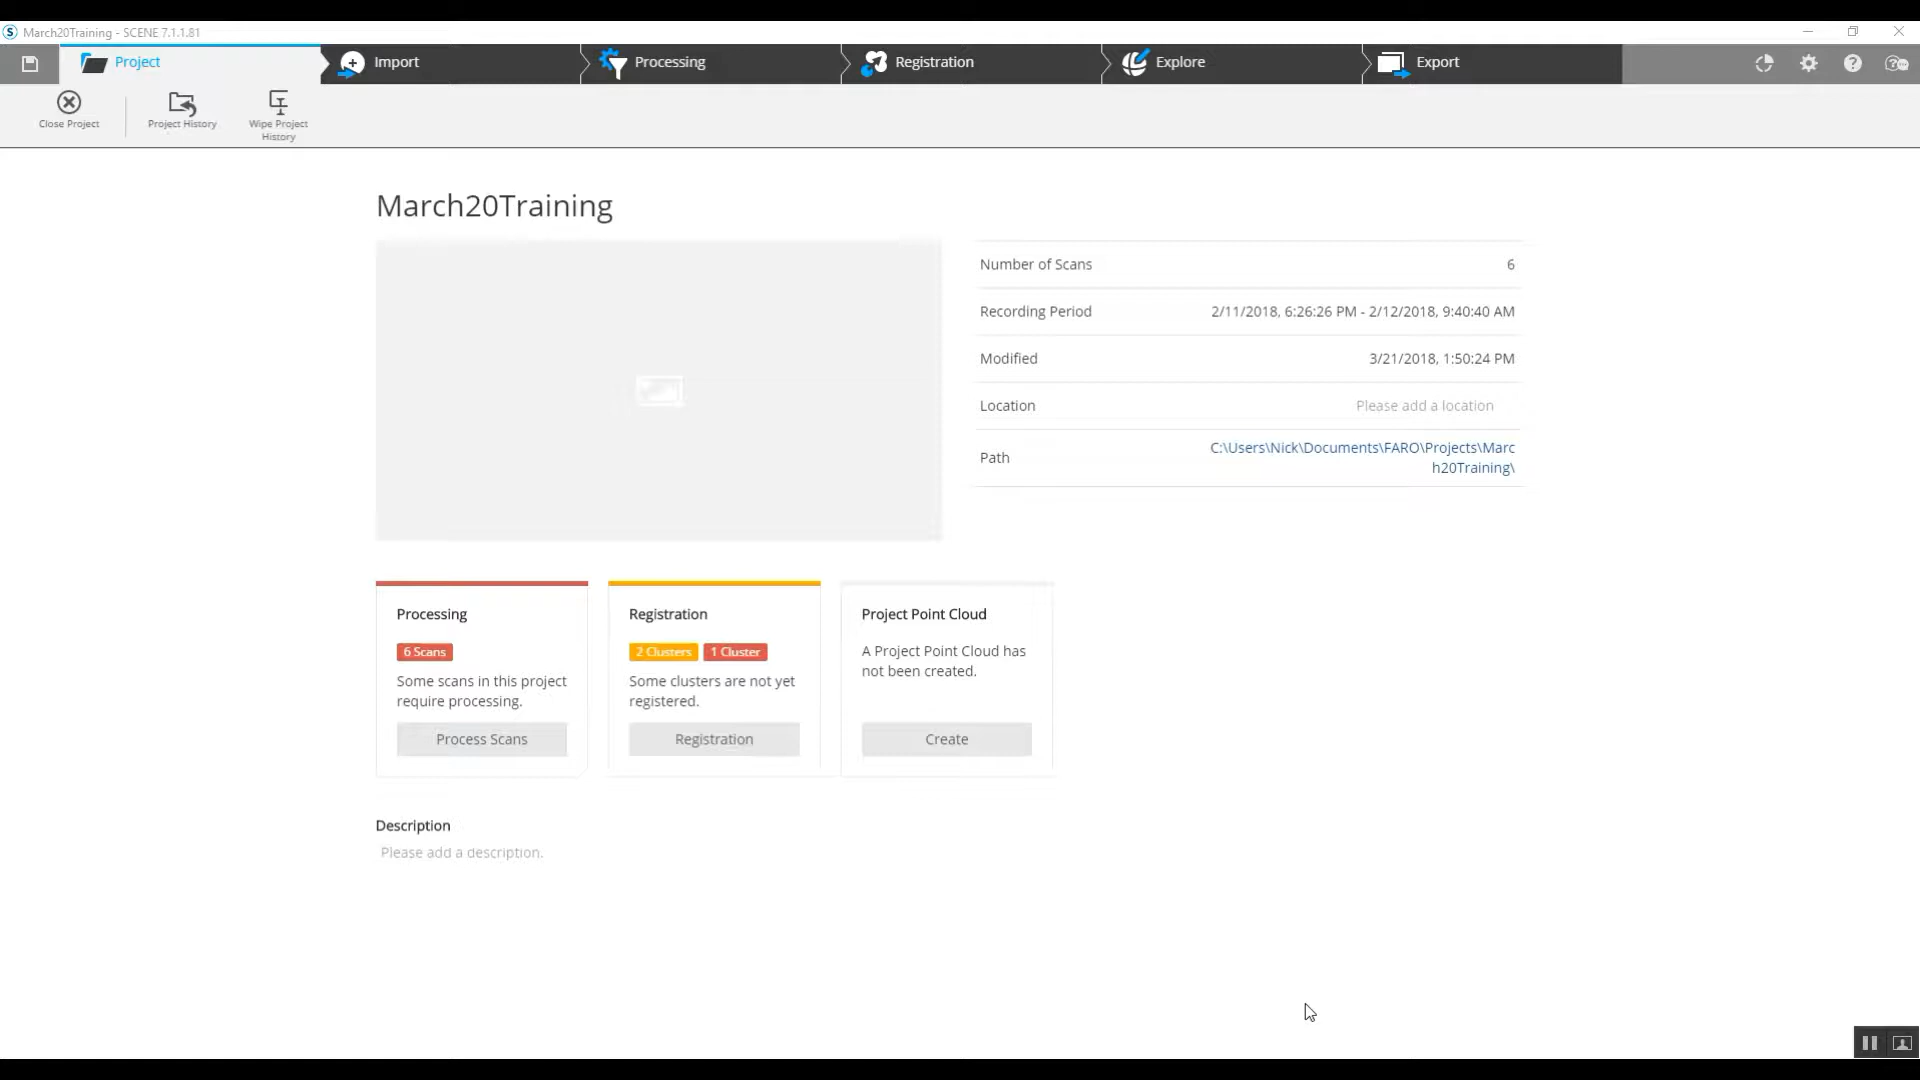 March20Training - SCENE 7.1.1.81
Project
Import
Processing
Registration
Explore
Export
Close Project
Project History
Wipe Project
History
March20Training
Number of Scans 6
Recording Period 2/11/2018, 6:26:26 PM - 2/12/2018, 9:40:40 AM
Modified 3/21/2018, 1:50:24 PM
Location Please add a location
Path C:\Users\Nick\Documents\FARO\Projects\Marc
h20Training\
Processing
6 Scans
Some scans in this project
require processing.
Process Scans
Registration
2 Clusters 1 Cluster
Some clusters are not yet
registered.
Registration
Project Point Cloud
A Project Point Cloud has
not been created.
Create
Description
Please add a description.